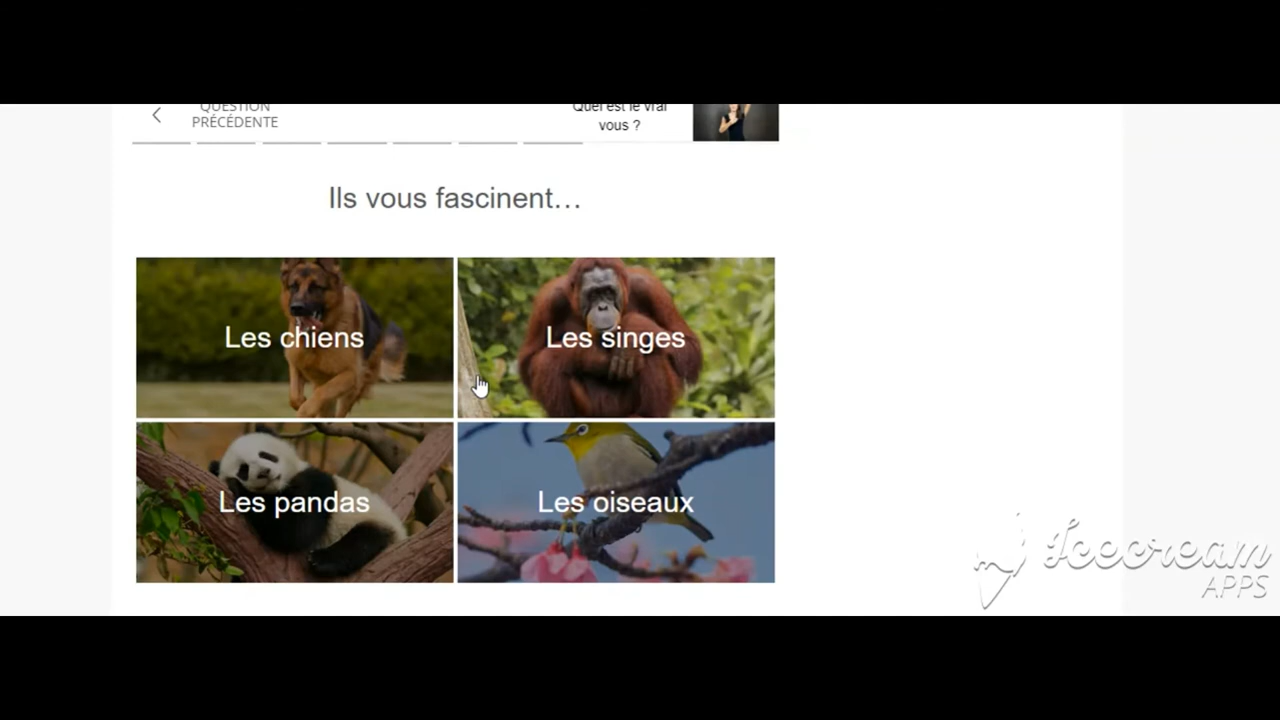 QUESTION
PRÉCÉDENTE
Quel est le vrai
vous ?
Ils vous fascinent…
Les chiens
Les singes
Les pandas
Les oiseaux
Icecream
APPS